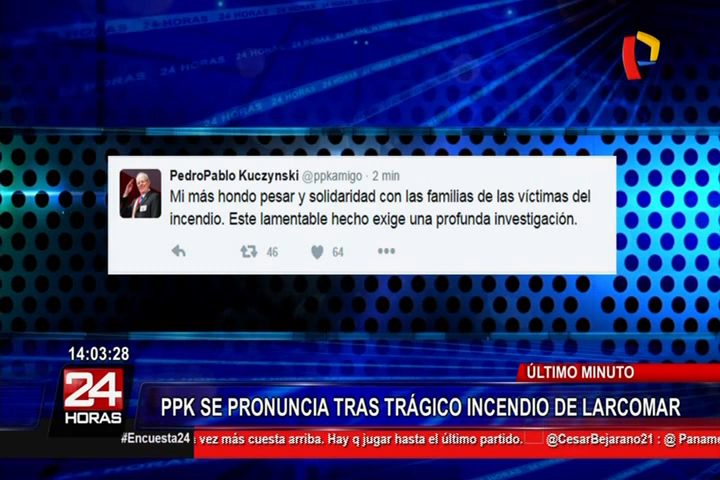 24 HORAS
PedroPablo Kuczynski @ppkamigo · 2 min
Mi más hondo pesar y solidaridad con las familias de las víctimas del
incendio. Este lamentable hecho exige una profunda investigación.
46 64
14:03:28
ÚLTIMO MINUTO
24
HORAS
PPK SE PRONUNCIA TRAS TRÁGICO INCENDIO DE LARCOMAR
#Encuesta24 vez más cuesta arriba. Hay q jugar hasta el último partido. @CesarBejarano21 : @ Paname